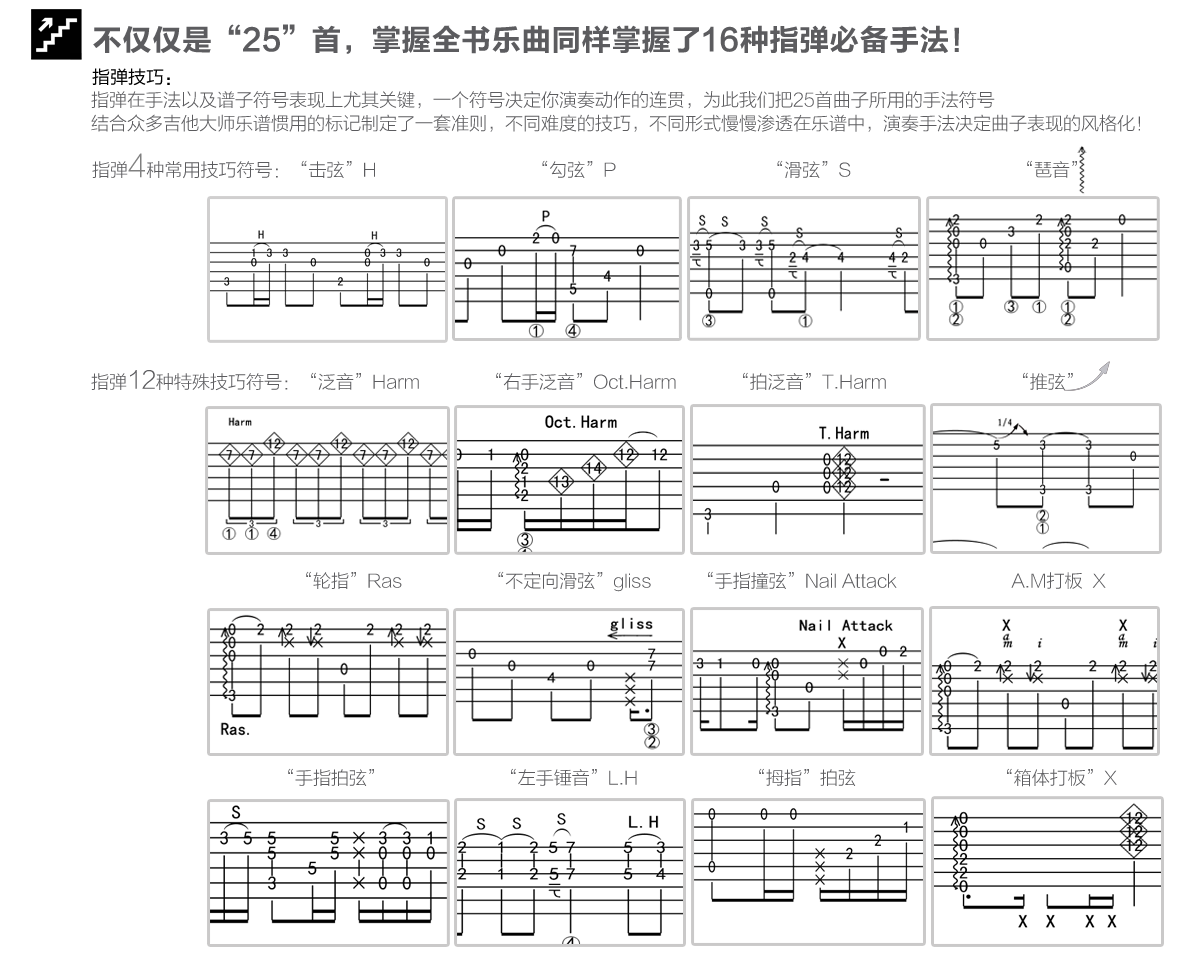 不仅仅是“25”首，掌握全书乐曲同样掌握了16种指弹必备手法！
指弹技巧：
指弹在手法以及谱子符号表现上尤其关键，一个符号决定你演奏动作的连贯，为此我们把25首曲子所用的手法符号
结合众多吉他大师乐谱惯用的标记制定了一套准则，不同难度的技巧，不同形式慢慢渗透在乐谱中，演奏手法决定曲子表现的风格化！
指弹4种常用技巧符号：“击弦”H “勾弦”P “滑弦”S “琶音”
H H
P
S S S S S
3 1 3 3 0 0 2 0 3 3 0 0
0 0 2 0 7 5 4 0
① ④
3 5 3 3 5 2 4 4 4 2 0 0
③ ①
2 0 0 3 0 3 2 2 0 2 0 2 0
① ② ③ ① ① ②
指弹12种特殊技巧符号：“泛音”Harm “右手泛音”Oct.Harm “拍泛音”T.Harm “推弦”
Harm
7 7 12 7 7 12 7 7 12 7
3 3 3
① ① ④
Oct.Harm
0 1 0 2 1 2 13 14 12 12
③
T.Harm
3 0 0 12 0 12 0 12
1/4
5 3 3 0 3 3
② ①
“轮指” Ras “不定向滑弦”gliss “手指撞弦”Nail Attack A.M打板 X
0 2 2 2 2 2 2 0 0 0 3
Ras.
gliss
0 0 4 0 7 7
③ ②
Nail Attack
X
3 1 0 0 0 3 0 0 0 2
X X
a m i a m i
0 2 2 2 2 2 2 0 0 0 3
“手指拍弦” “左手锤音”L.H “拇指”拍弦 “箱体打板”X
S
3 5 5 5 3 5 5 5 3 3 1 0 0 0 0 0
S S S L.H
2 1 2 5 7 5 3
2 1 2 5 7 5 4
④
0 0 0 0 2 2 1
0 0 0 2 2 0 12 12 12
X X X X